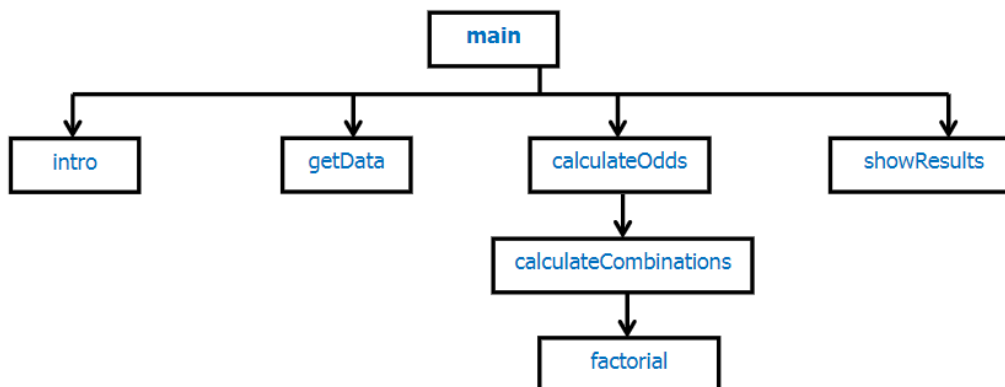 main
intro
getData
calculateOdds
showResults
calculateCombinations
factorial